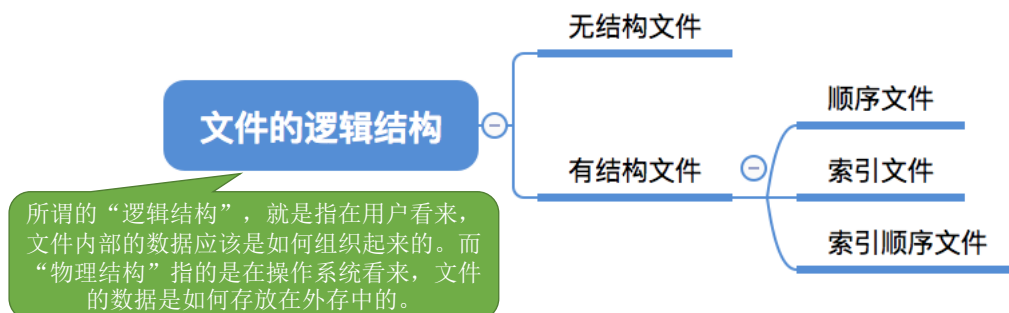 无结构文件
顺序文件
文件的逻辑结构
有结构文件
索引文件
索引顺序文件
所谓的“逻辑结构”，就是指在用户看来，
文件内部的数据应该是如何组织起来的。而
“物理结构”指的是在操作系统看来，文件
的数据是如何存放在外存中的。